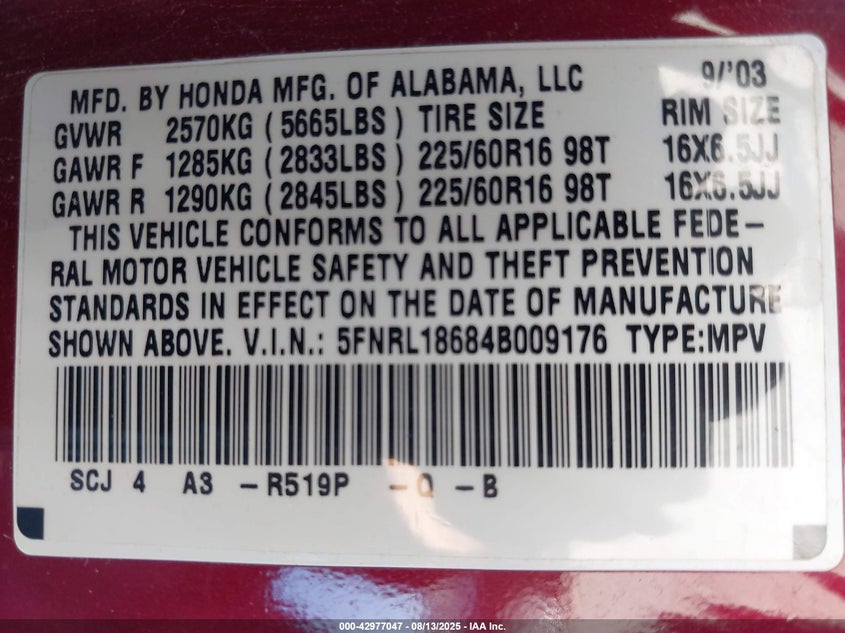 MFD. BY HONDA MFG. OF ALABAMA, LLC 9/'03
GVWR 2570KG (5665LBS) TIRE SIZE RIM SIZE
GAWR F 1285KG (2833LBS) 225/60R16 98T 16X6.5JJ
GAWR R 1290KG (2845LBS) 225/60R16 98T 16X6.5JJ
THIS VEHICLE CONFORMS TO ALL APPLICABLE FEDE-
RAL MOTOR VEHICLE SAFETY AND THEFT PREVENTION
STANDARDS IN EFFECT ON THE DATE OF MANUFACTURE
SHOWN ABOVE. V.I.N.: 5FNRL18684B009176 TYPE:MPV
SCJ 4 A3 -R519P -Q -B
000-42977047 - 08/13/2025 - IAA Inc.